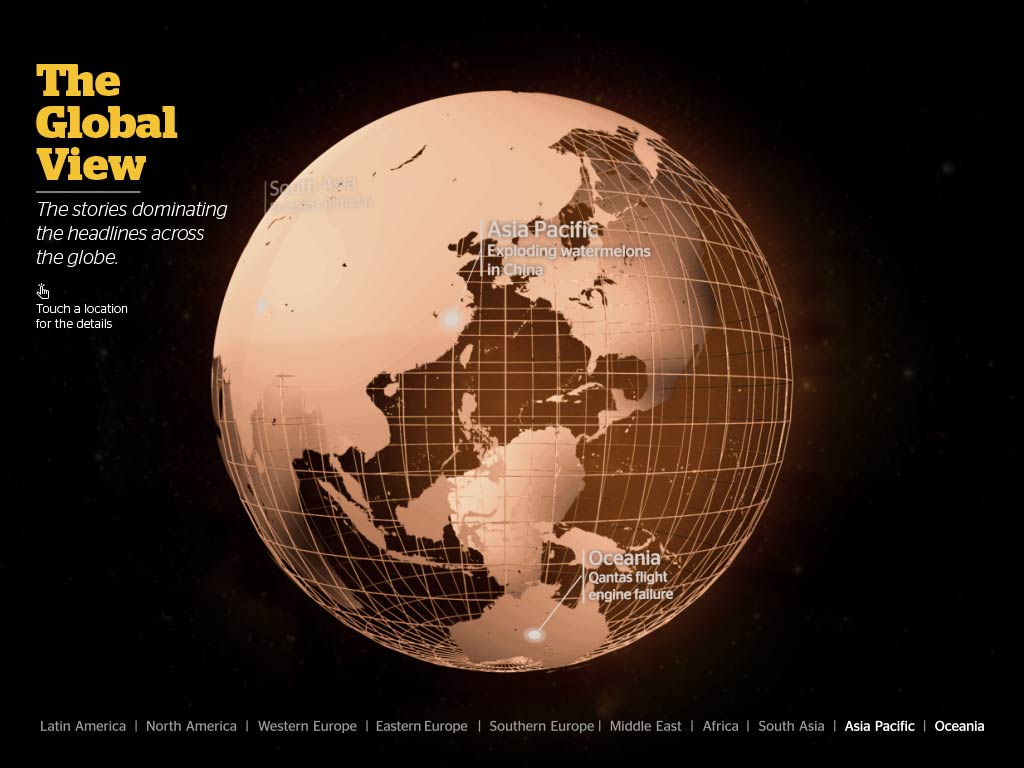 The
Global
View
The stories dominating
the headlines across
the globe.
Touch a location
for the details
South Asia
Asia Pacific
Exploding watermelons
in China
Oceania
Qantas flight
engine failure
Latin America | North America | Western Europe | Eastern Europe | Southern Europe | Middle East | Africa | South Asia | Asia Pacific | Oceania